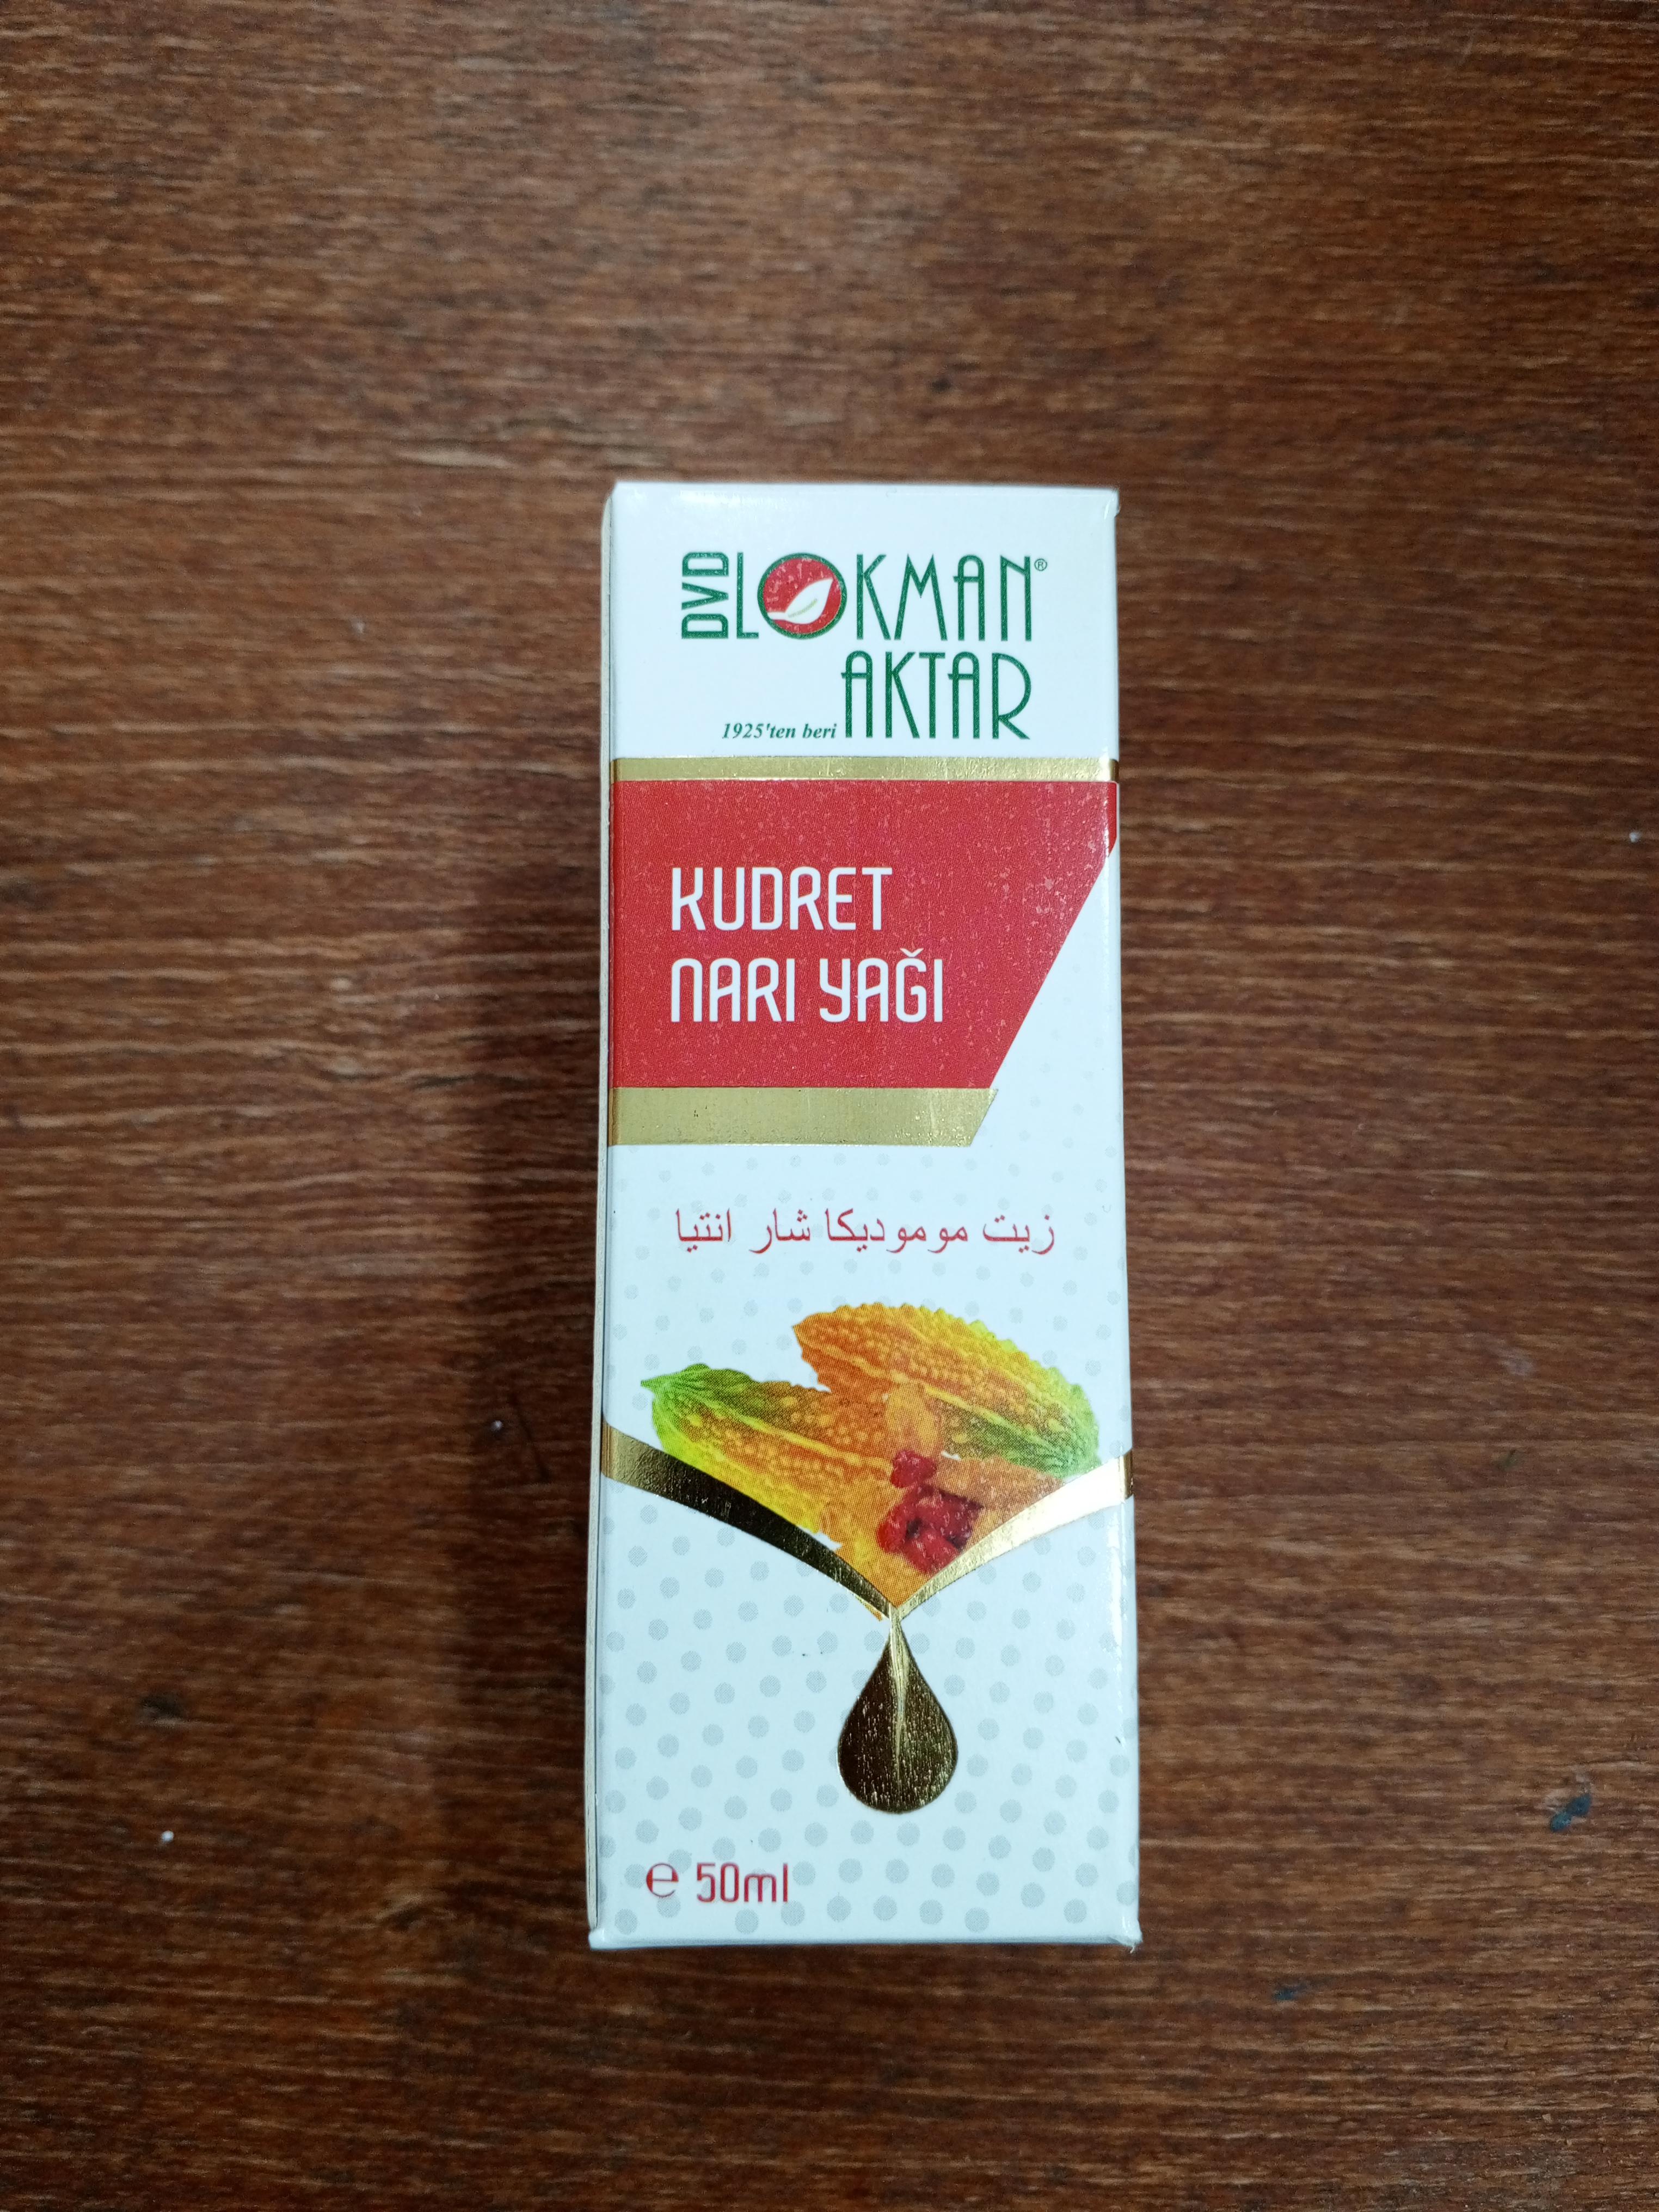 DVD LOKMAN®
AKTAR
1925'ten beri
KUDRET
NARI YAĞI
زيت موموديكا شار انتيا
e 50ml